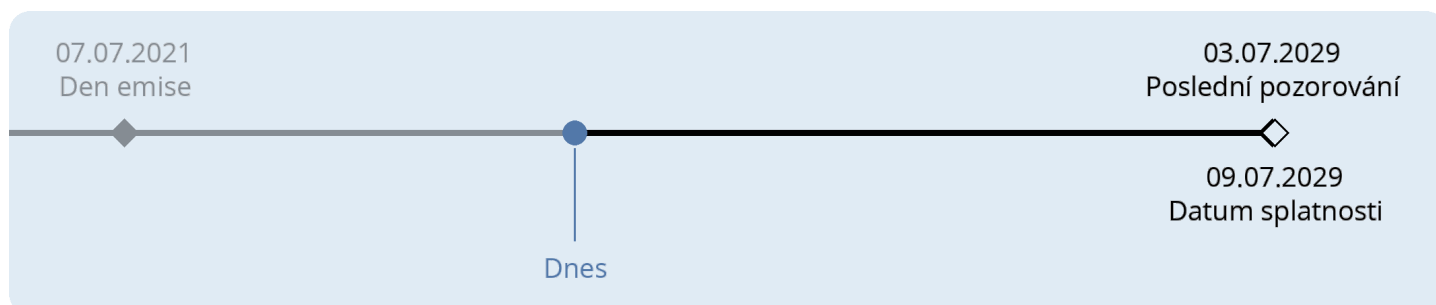 07.07.2021
Den emise
03.07.2029
Poslední pozorování
09.07.2029
Datum splatnosti
Dnes